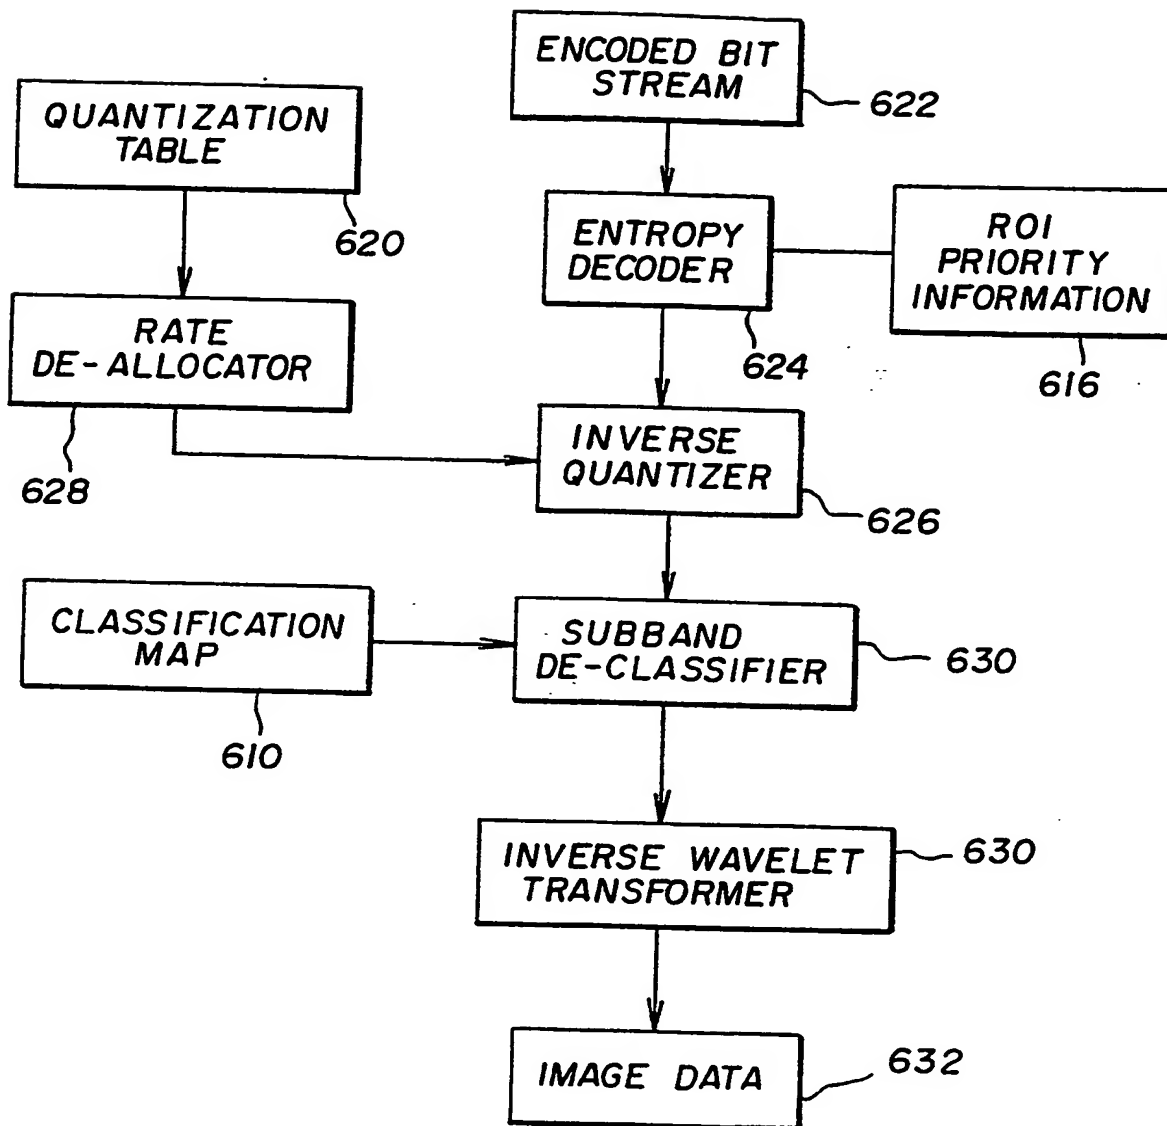 ENCODED BIT
STREAM
622
QUANTIZATION
TABLE
620
ENTROPY
DECODER
624
ROI
PRIORITY
INFORMATION
616
RATE
DE-ALLOCATOR
628
INVERSE
QUANTIZER
626
CLASSIFICATION
MAP
610
SUBBAND
DE-CLASSIFIER
630
INVERSE WAVELET
TRANSFORMER
630
IMAGE DATA
632